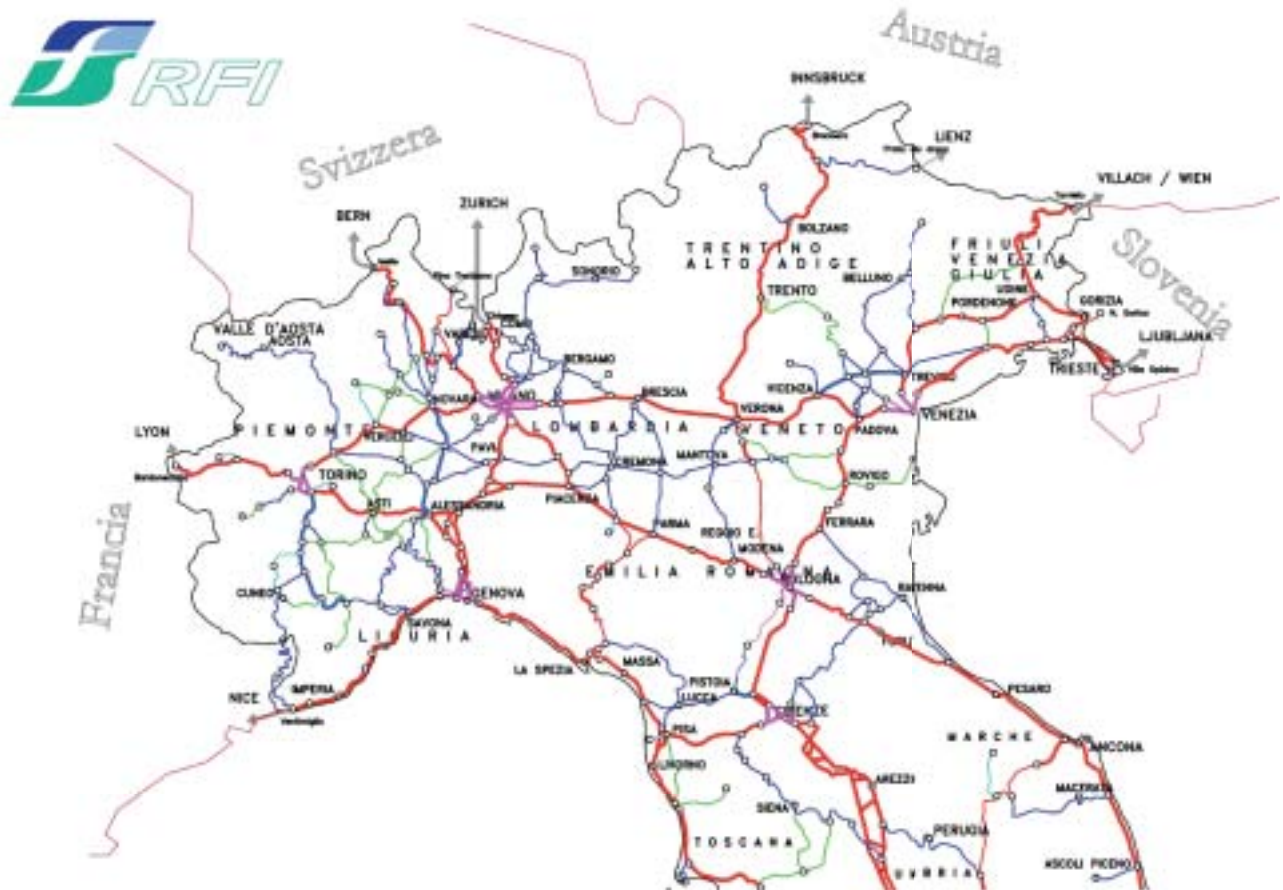 RFI
Austria
INNSBRUCK
LIENZ
Svizzera
VILLACH / WIEN
ZURICH
BERN
BOLZANO
TRENTINO
ALTO ADIGE
FRIULI
VENEZIA
GIULIA
Slovenia
SONDRIO
BELLUNO
UDINE
TRENTO
PORDENONE
GORIZIA
VALLE D'AOSTA
AOSTA
COMO
LJUBLJANA
BERGAMO
TRIESTE
TREVISO
VICENZA
BRESCIA
NOVARA
MILANO
VERONA
VENEZIA
LYON
PIEMONTE
LOMBARDIA
VENETO
PADOVA
CREMONA
MANTOVA
TORINO
ROVIGO
ASTI
ALESSANDRIA
PIACENZA
PARMA
REGGIO E.
FERRARA
MODENA
Francia
EMILIA ROMAGNA
BOLOGNA
CUNEO
GENOVA
RAVENNA
SAVONA
LIGURIA
LA SPEZIA
MASSA
PISTOIA
LUCCA
NICE
IMPERIA
Ventimiglia
FIRENZE
PESARO
PISA
MARCHE
ANCONA
LIVORNO
AREZZO
MACERATA
SIENA
PERUGIA
TOSCANA
ASCOLI PICENO
UMBRIA